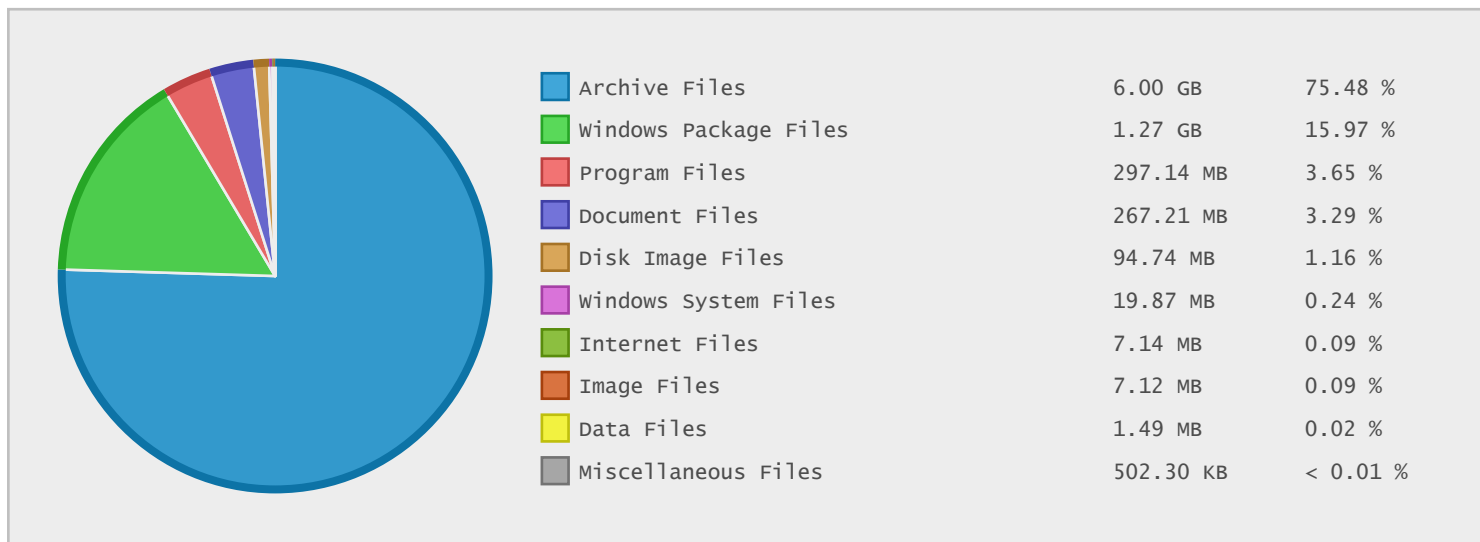 Archive Files 6.00 GB 75.48 %
Windows Package Files 1.27 GB 15.97 %
Program Files 297.14 MB 3.65 %
Document Files 267.21 MB 3.29 %
Disk Image Files 94.74 MB 1.16 %
Windows System Files 19.87 MB 0.24 %
Internet Files 7.14 MB 0.09 %
Image Files 7.12 MB 0.09 %
Data Files 1.49 MB 0.02 %
Miscellaneous Files 502.30 KB < 0.01 %